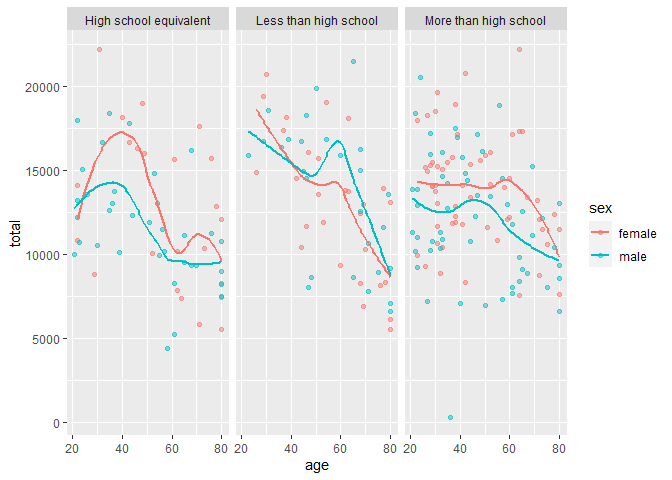 High school equivalent Less than high school More than high school
20000
15000
10000
5000
0
total
20 40 60 80 20 40 60 80 20 40 60 80
age
sex
female
male